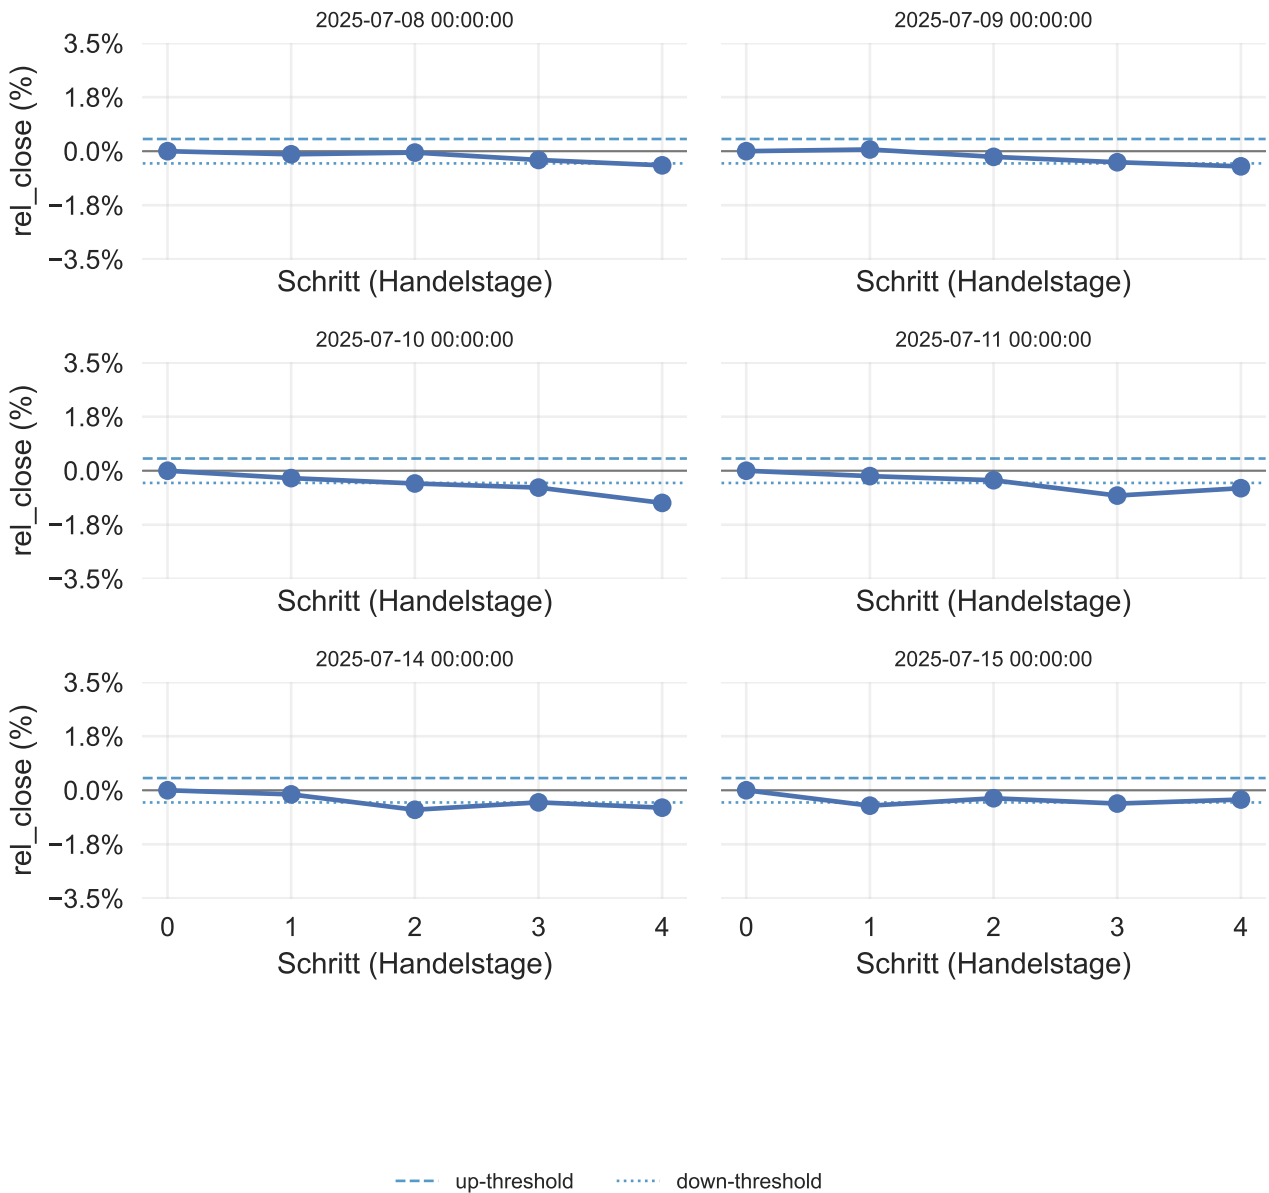 2025-07-08 00:00:00
2025-07-09 00:00:00
3.5%
1.8%
0.0%
−1.8%
−3.5%
rel_close (%)
Schritt (Handelstage)
Schritt (Handelstage)
2025-07-10 00:00:00
2025-07-11 00:00:00
3.5%
1.8%
0.0%
−1.8%
−3.5%
rel_close (%)
Schritt (Handelstage)
Schritt (Handelstage)
2025-07-14 00:00:00
2025-07-15 00:00:00
3.5%
1.8%
0.0%
−1.8%
−3.5%
rel_close (%)
0 1 2 3 4
0 1 2 3 4
Schritt (Handelstage)
Schritt (Handelstage)
up-threshold
down-threshold